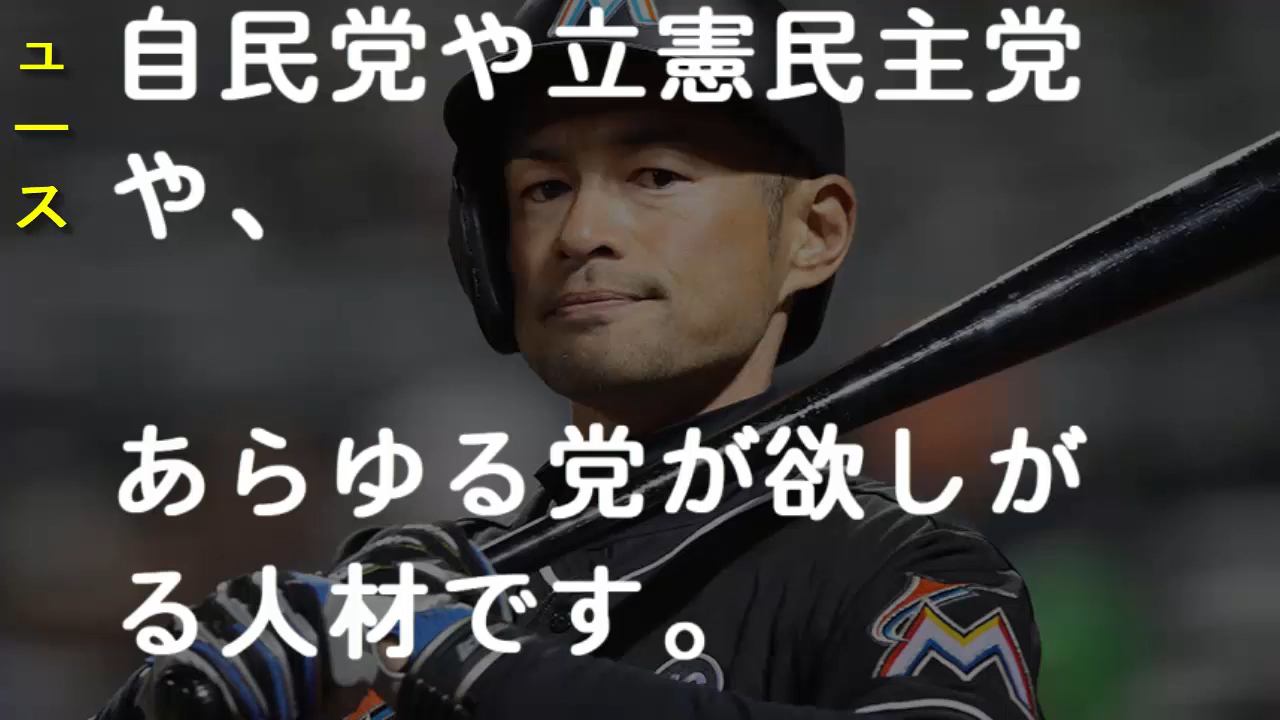 ュース
自民党や立憲民主党
や、
あらゆる党が欲しが
る人材です。